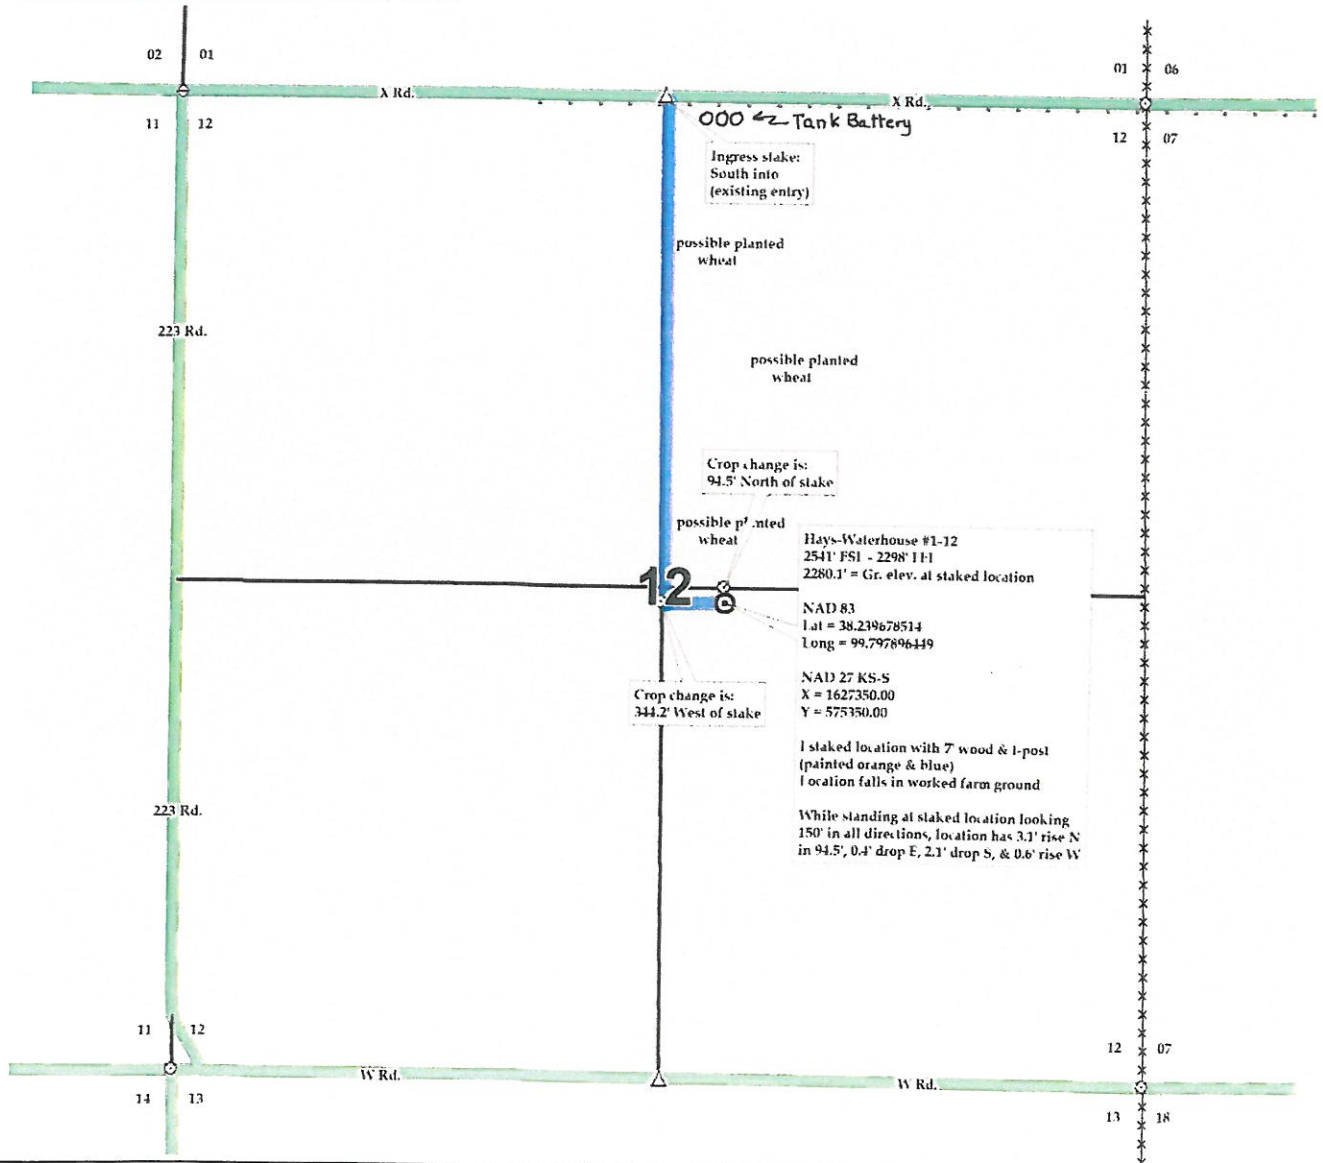 02 01
01 06
X Rd.
X Rd.
11 12
000 Tank Battery
12 07
Ingress stake:
South into
(existing entry)
possible planted
wheat
223 Rd.
possible planted
wheat
Crop change is:
94.5' North of stake
possible planted
wheat
12
Hays-Waterhouse #1-12
2541' FSL - 2298' FEL
2280.1' = Gr. elev. at staked location
NAD 83
Lat = 38.239678514
Long = 99.797896449
NAD 27 KS-S
X = 1627350.00
Y = 575350.00
I staked location with 7' wood & t-post
(painted orange & blue)
Location falls in worked farm ground
While standing at staked location looking
150' in all directions, location has 3.1' rise N
in 94.5', 0.4' drop E, 2.1' drop S, & 0.6' rise W
Crop change is:
344.2' West of stake
223 Rd.
11 12
12 07
W Rd.
W Rd.
14 13
13 18